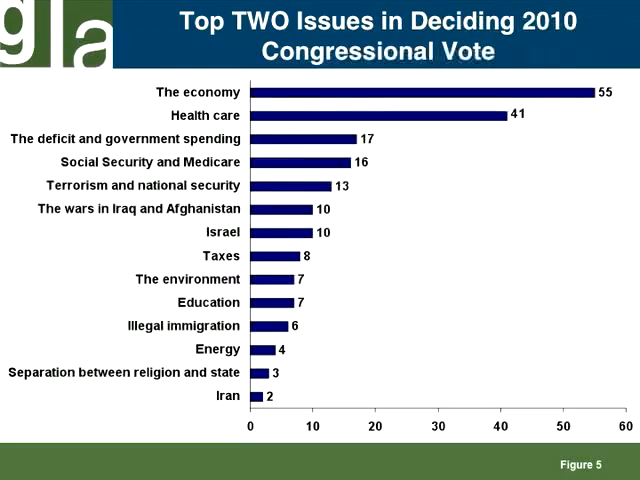 gla
Top TWO Issues in Deciding 2010
Congressional Vote
The economy 55
Health care 41
The deficit and government spending 17
Social Security and Medicare 16
Terrorism and national security 13
The wars in Iraq and Afghanistan 10
Israel 10
Taxes 8
The environment 7
Education 7
Illegal immigration 6
Energy 4
Separation between religion and state 3
Iran 2
0 10 20 30 40 50 60
Figure 5